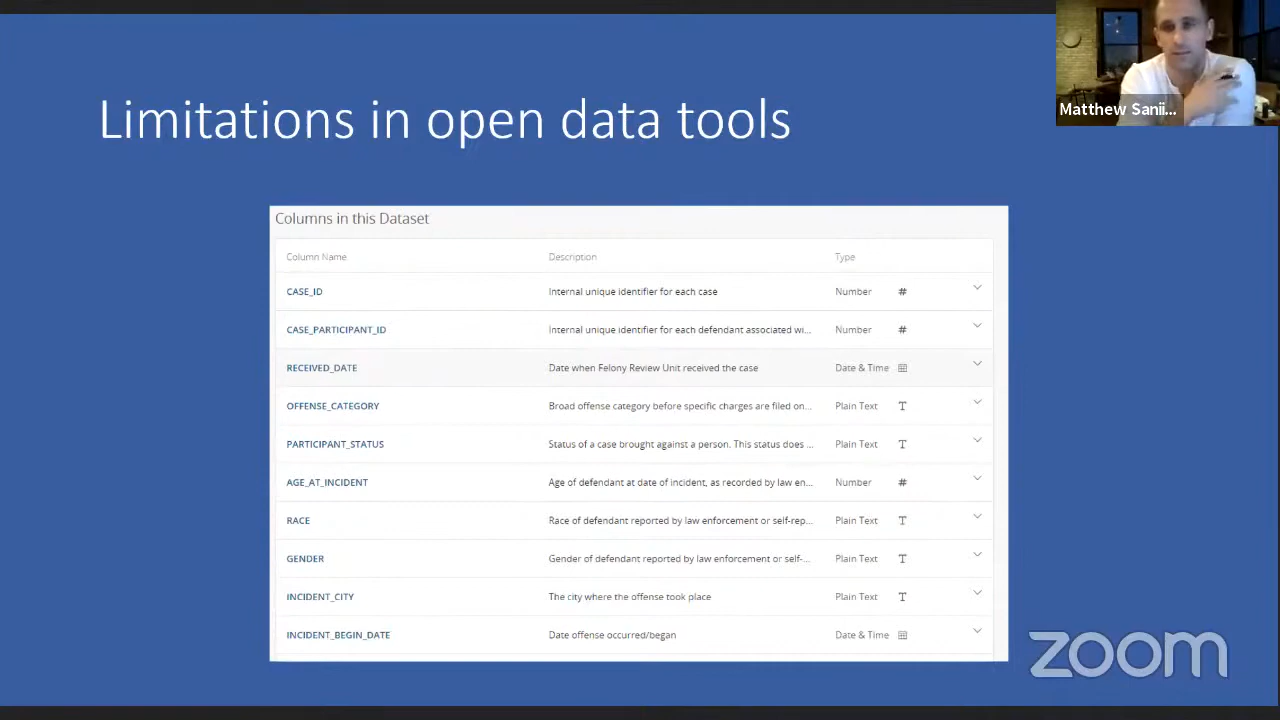 Matthew Sanii...
Limitations in open data tools
Columns in this Dataset
Column Name Description Type
CASE_ID Internal unique identifier for each case Number #
CASE_PARTICIPANT_ID Internal unique identifier for each defendant associated wi... Number #
RECEIVED_DATE Date when Felony Review Unit received the case Date & Time
OFFENSE_CATEGORY Broad offense category before specific charges are filed on... Plain Text T
PARTICIPANT_STATUS Status of a case brought against a person. This status does ... Plain Text T
AGE_AT_INCIDENT Age of defendant at date of incident, as recorded by law en... Number #
RACE Race of defendant reported by law enforcement or self-rep... Plain Text T
GENDER Gender of defendant reported by law enforcement or self-... Plain Text T
INCIDENT_CITY The city where the offense took place Plain Text T
INCIDENT_BEGIN_DATE Date offense occurred/began Date & Time
zoom